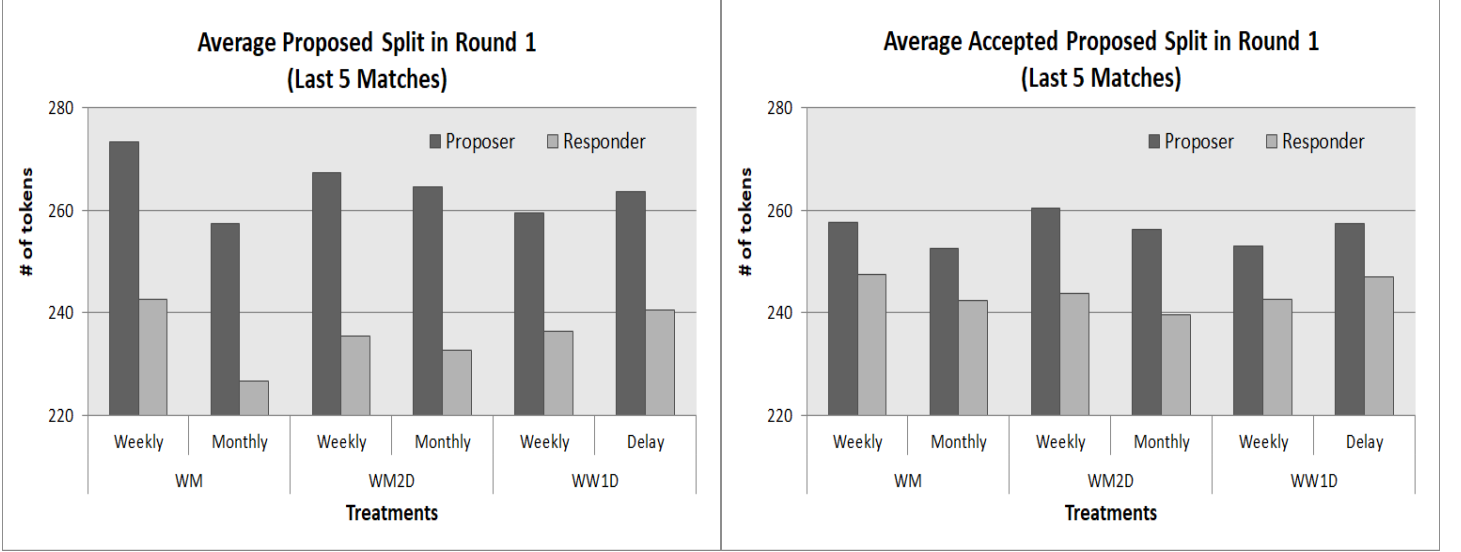 Average Proposed Split in Round 1
(Last 5 Matches)
280
260
240
220
# of tokens
Proposer
Responder
Weekly
Monthly
Weekly
Monthly
Weekly
Delay
WM
WM2D
WW1D
Treatments
Average Accepted Proposed Split in Round 1
(Last 5 Matches)
280
260
240
220
# of tokens
Proposer
Responder
Weekly
Monthly
Weekly
Monthly
Weekly
Delay
WM
WM2D
WW1D
Treatments